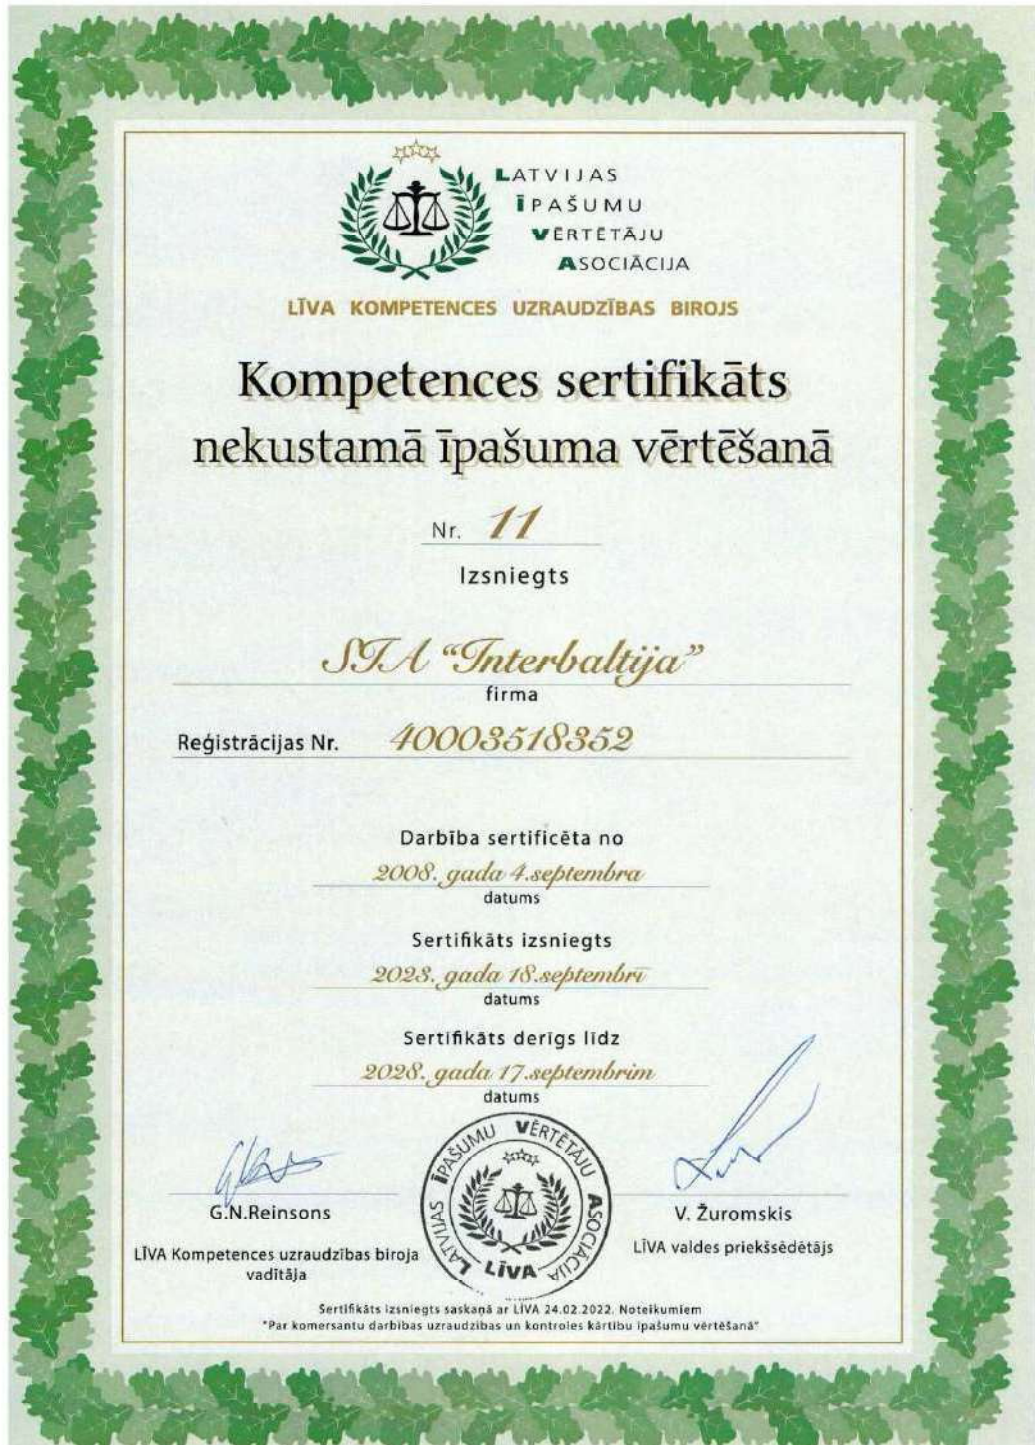 LATVIJAS
ĪPAŠUMU
VĒRTĒTĀJU
ASOCIĀCIJA
LĪVA KOMPETENCES UZRAUDZĪBAS BIROJS
Kompetences sertifikāts
nekustamā īpašuma vērtēšanā
Nr. 11
Izsniegts
SIA “Interbaltija”
firma
Reģistrācijas Nr. 40003518352
Darbība sertificēta no
2008. gada 4.septembra
datums
Sertifikāts izsniegts
2023. gada 18.septembrī
datums
Sertifikāts derīgs līdz
2028. gada 17.septembrim
datums
LATVIJAS ĪPAŠUMU VĒRTĒTĀJU ASOCIĀCIJA
LĪVA
G.N.Reinsons
LĪVA Kompetences uzraudzības biroja
vadītāja
V. Žuromskis
LĪVA valdes priekšsēdētājs
Sertifikāts izsniegts saskaņā ar LĪVA 24.02.2022. Noteikumiem
"Par komersantu darbības uzraudzības un kontroles kārtību īpašumu vērtēšanā"